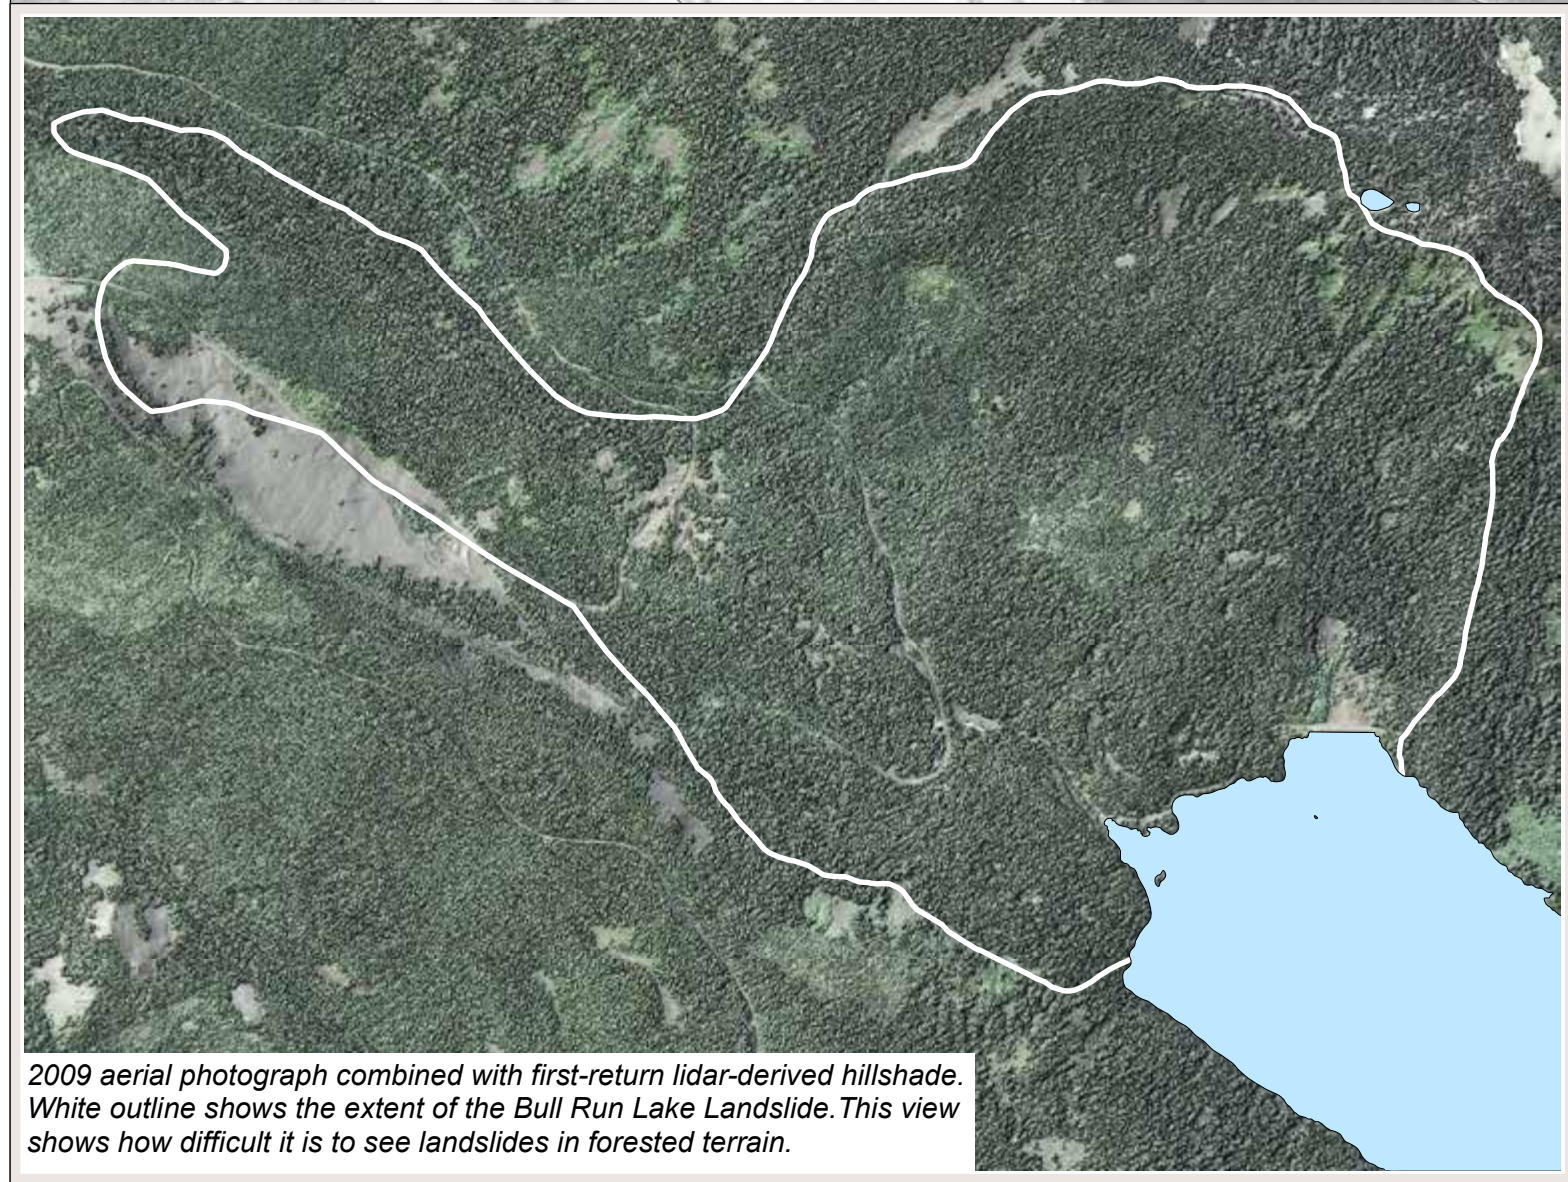 2009 aerial photograph combined with first-return lidar-derived hillshade.
White outline shows the extent of the Bull Run Lake Landslide.This view
shows how difficult it is to see landslides in forested terrain.